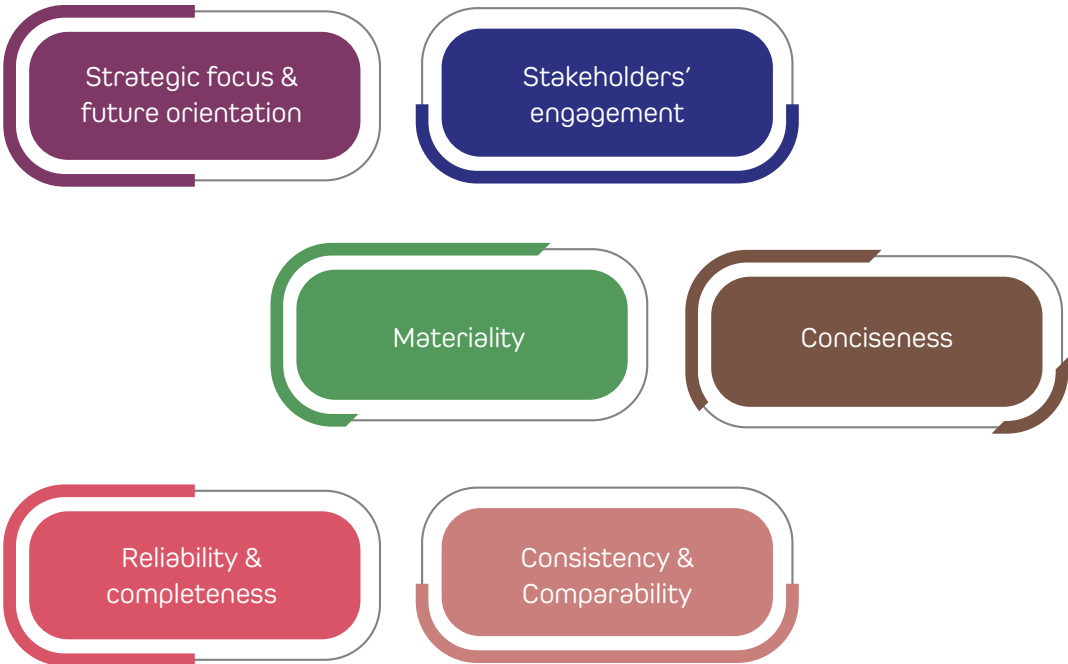 Strategic focus &
future orientation
Stakeholders’
engagement
Materiality
Conciseness
Reliability &
completeness
Consistency &
Comparability